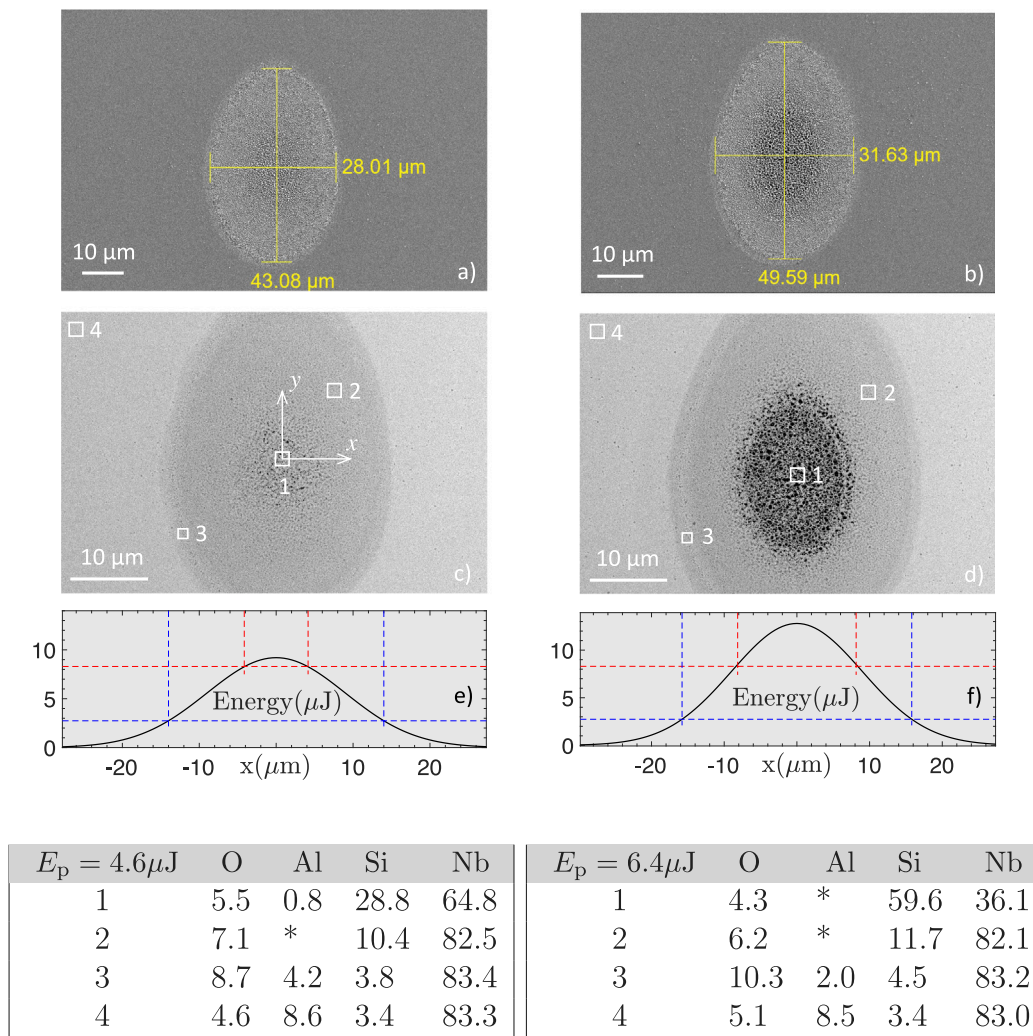 28.01 µm
10 µm
43.08 µm
a)
31.63 µm
10 µm
49.59 µm
b)
4
y
2
x
1
3
10 µm
c)
4
2
1
3
10 µm
d)
10
5
0
Energy(μJ)
e)
-20
-10
0
10
20
x(μm)
10
5
0
Energy(μJ)
f)
-20
-10
0
10
20
x(μm)
Ep = 4.6μJ O Al Si Nb
1 5.5 0.8 28.8 64.8
2 7.1 * 10.4 82.5
3 8.7 4.2 3.8 83.4
4 4.6 8.6 3.4 83.3
Ep = 6.4μJ O Al Si Nb
1 4.3 * 59.6 36.1
2 6.2 * 11.7 82.1
3 10.3 2.0 4.5 83.2
4 5.1 8.5 3.4 83.0